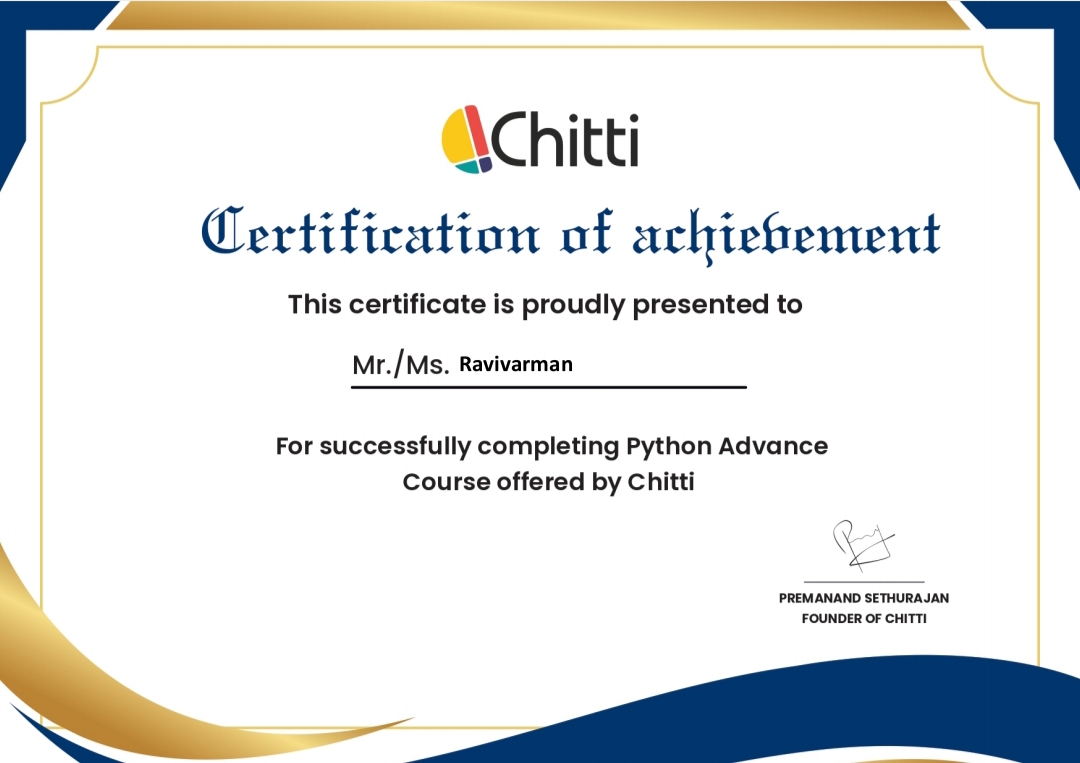 Chitti
Certification of achievement
This certificate is proudly presented to
Mr./Ms. Ravivarman
For successfully completing Python Advance
Course offered by Chitti
PREMANAND SETHURAJAN
FOUNDER OF CHITTI